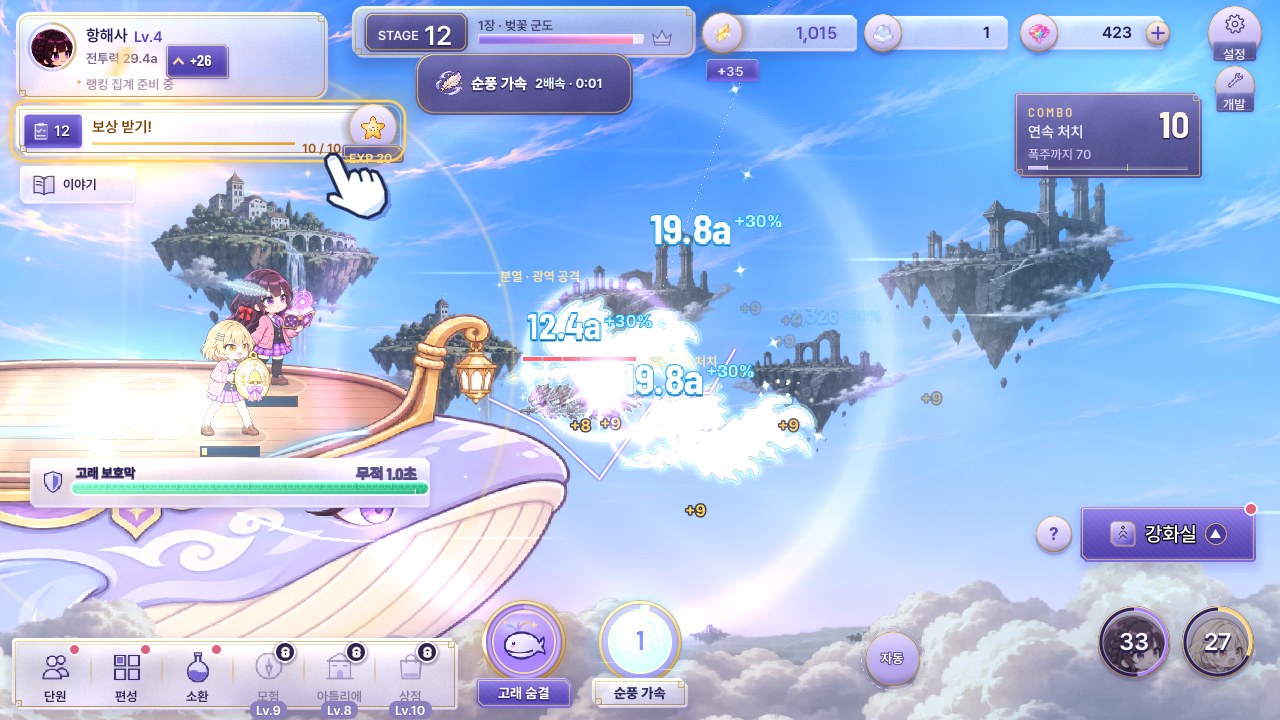 항해사 Lv.4
전투력 29.4a
+26
* 랭킹 집계 준비 중
STAGE 12
1장 · 벚꽃 군도
순풍 가속 2배속 · 0:01
1,015
+35
1
423
설정
개발
12
보상 받기!
10 / 10
EXP 20
이야기
COMBO
연속 처치
10
폭주까지 70
19.8a +30%
분열 · 광역 공격
12.4a +30%
+9
처치
19.8a +30%
+9
+8 +9
+9
+9
고래 보호막
무적 1.0초
?
강화실
단원
편성
소환
모험
Lv.9
아틀리에
Lv.8
상점
Lv.10
고래 숨결
1
순풍 가속
자동
33
27